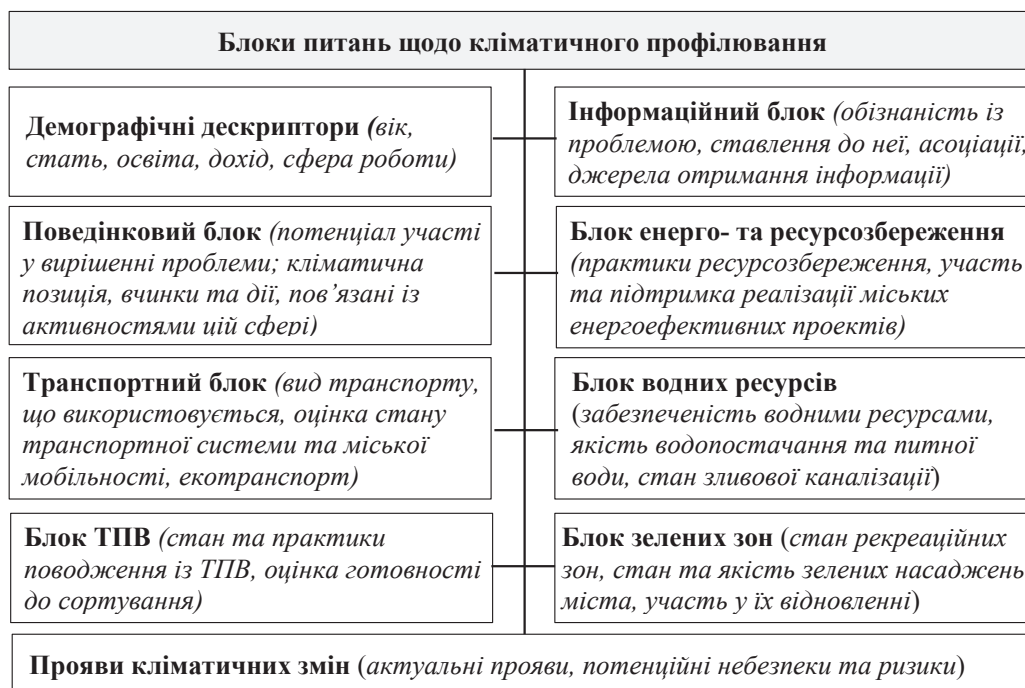 Блоки питань щодо кліматичного профілювання
Демографічні дескриптори (вік,
стать, освіта, дохід, сфера роботи)
Інформаційний блок (обізнаність із
проблемою, ставлення до неї, асоціації,
джерела отримання інформації)
Поведінковий блок (потенціал участі
у вирішенні проблеми; кліматична
позиція, вчинки та дії, пов’язані із
активностями цій сфері)
Блок енерго- та ресурсозбереження
(практики ресурсозбереження, участь
та підтримка реалізації міських
енергоефективних проектів)
Транспортний блок (вид транспорту,
що використовується, оцінка стану
транспортної системи та міської
мобільності, екотранспорт)
Блок водних ресурсів
(забезпеченість водними ресурсами,
якість водопостачання та питної
води, стан зливової каналізації)
Блок ТПВ (стан та практики
поводження із ТПВ, оцінка готовності
до сортування)
Блок зелених зон (стан рекреаційних
зон, стан та якість зелених насаджень
міста, участь у їх відновленні)
Прояви кліматичних змін (актуальні прояви, потенційні небезпеки та ризики)